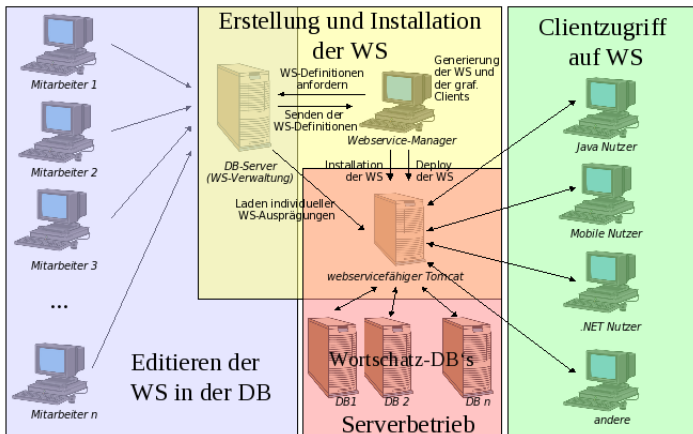 Erstellung und Installation
der WS
Clientzugriff
auf WS
Mitarbeiter 1
Mitarbeiter 2
Mitarbeiter 3
...
Mitarbeiter n
Editieren der
WS in der DB
WS-Definitionen
anfordern
Senden der
WS-Definitionen
Generierung
der WS und
der graf.
Clients
DB-Server
(WS-Verwaltung)
Webservice-Manager
Installation
der WS
Deploy
der WS
Laden individueller
WS-Ausprägungen
webservicefähiger Tomcat
Wortschatz-DB's
DB1
DB 2
DB n
Serverbetrieb
Java Nutzer
Mobile Nutzer
.NET Nutzer
andere